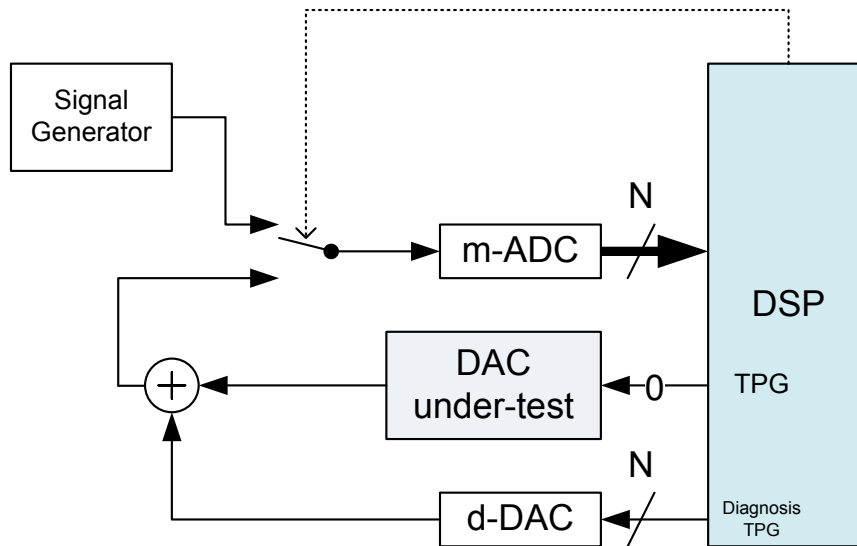 Signal
Generator
N
m-ADC
DSP
DAC
under-test
0
TPG
N
d-DAC
Diagnosis
TPG